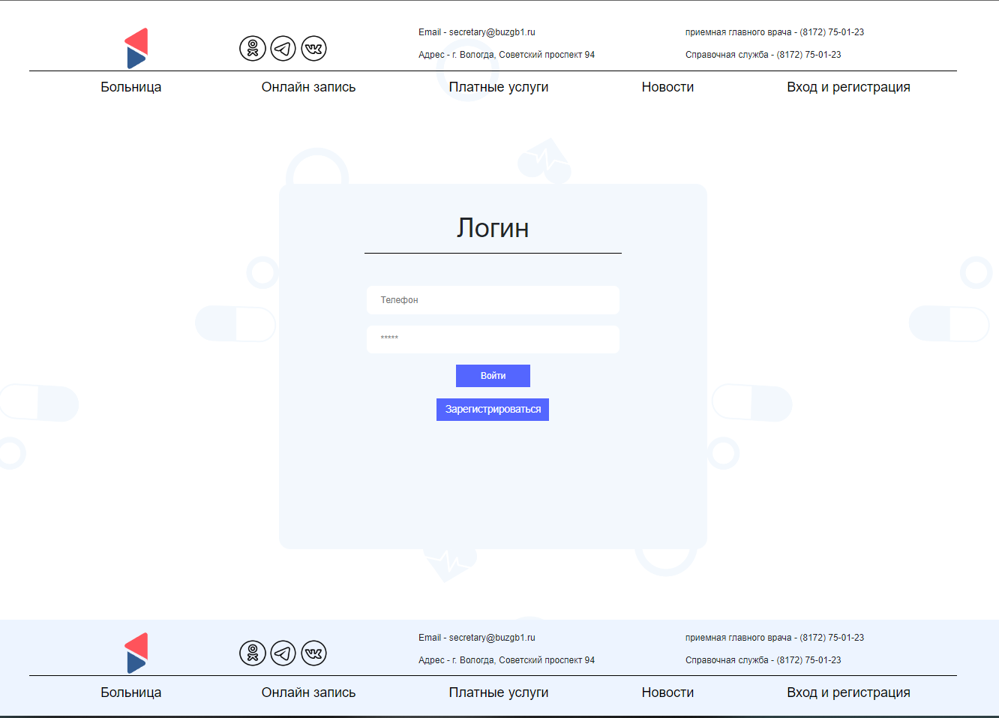 Email - secretary@buzgb1.ru
приемная главного врача - (8172) 75-01-23
Адрес - г. Вологда, Советский проспект 94
Справочная служба - (8172) 75-01-23
Больница
Онлайн запись
Платные услуги
Новости
Вход и регистрация
Логин
Телефон
*****
Войти
Зарегистрироваться
Email - secretary@buzgb1.ru
приемная главного врача - (8172) 75-01-23
Адрес - г. Вологда, Советский проспект 94
Справочная служба - (8172) 75-01-23
Больница
Онлайн запись
Платные услуги
Новости
Вход и регистрация